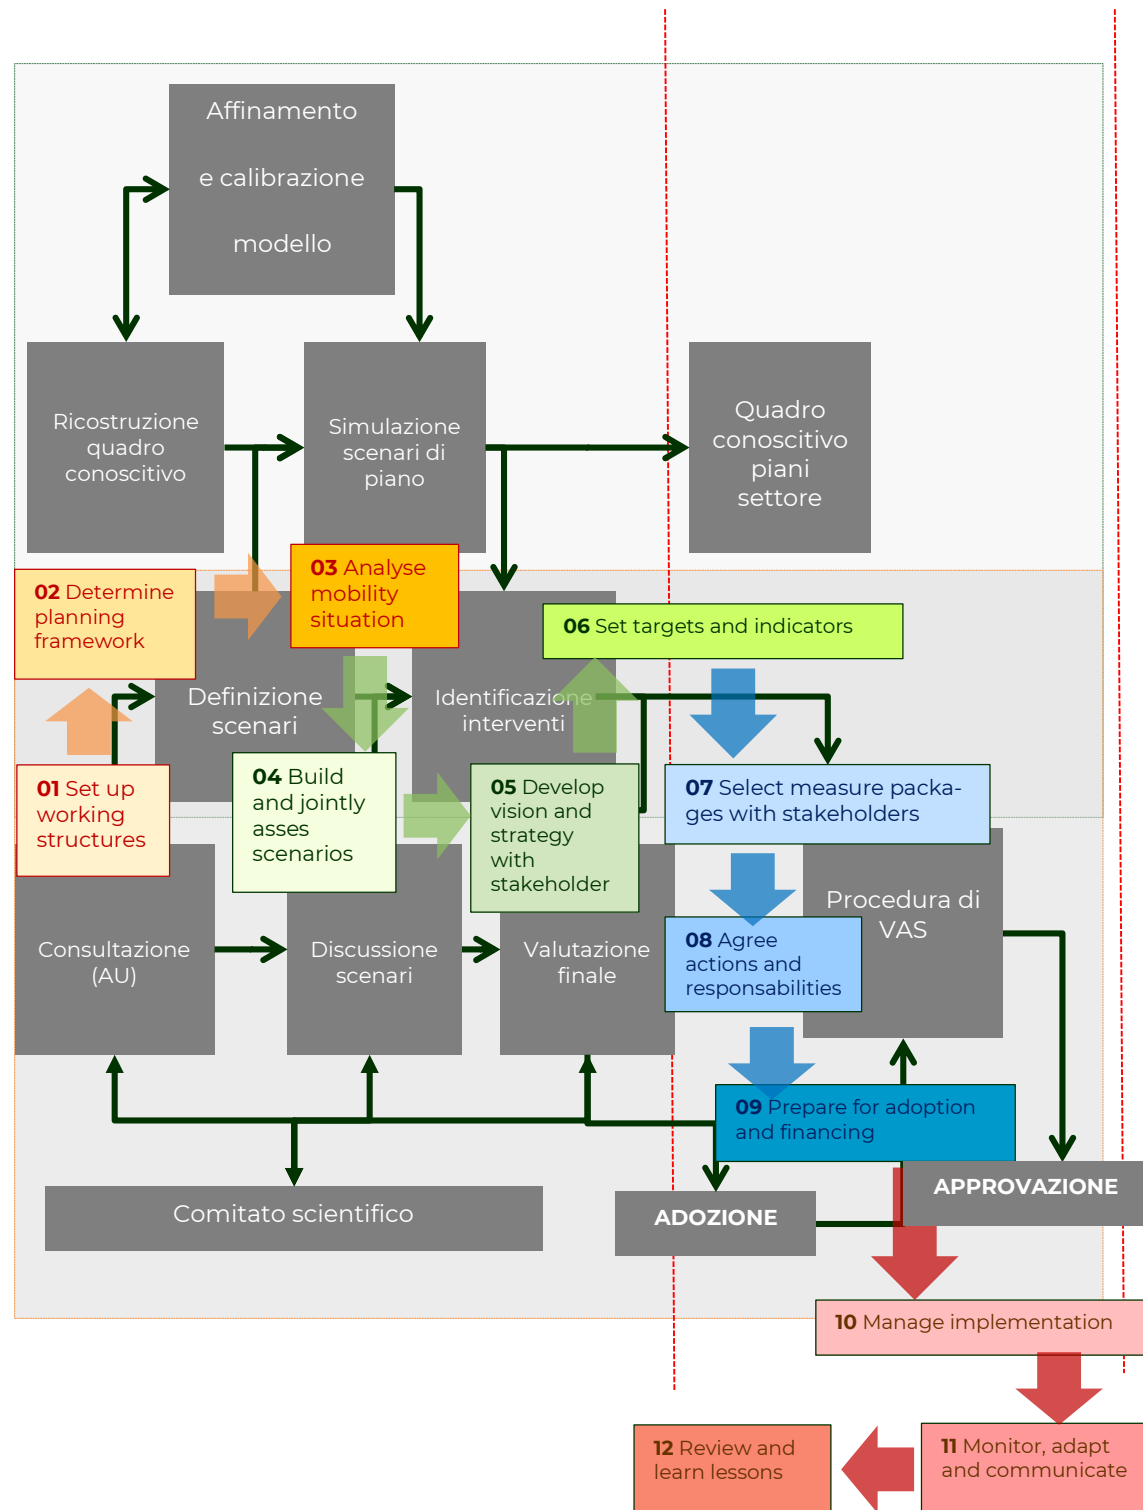 Affinamento
e calibrazione
modello
Ricostruzione
quadro
conoscitivo
Simulazione
scenari di
piano
Quadro
conoscitivo
piani
settore
02 Determine
planning
framework
03 Analyse
mobility
situation
06 Set targets and indicators
Definizione
scenari
Identificazione
interventi
01 Set up
working
structures
04 Build
and jointly
asses
scenarios
05 Develop
vision and
strategy
with
stakeholder
07 Select measure packa-
ges with stakeholders
Consultazione
(AU)
Discussione
scenari
Valutazione
finale
08 Agree
actions and
responsabilities
Procedura di
VAS
09 Prepare for adoption
and financing
Comitato scientifico
ADOZIONE
APPROVAZIONE
10 Manage implementation
12 Review and
learn lessons
11 Monitor, adapt
and communicate